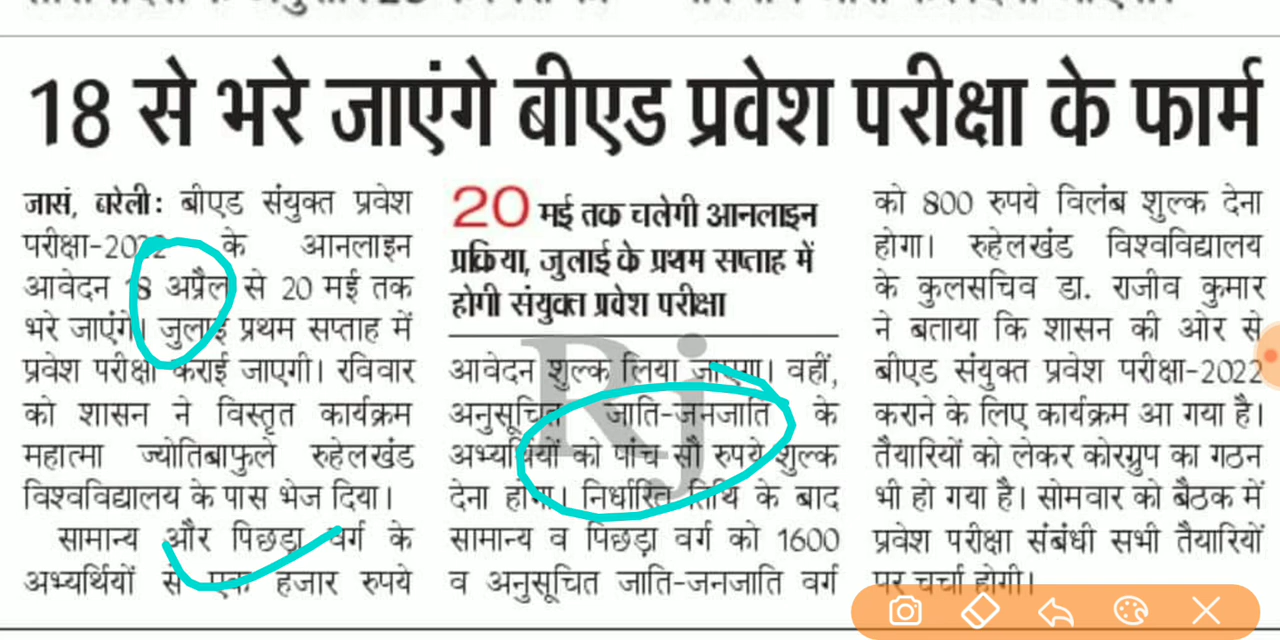 18 से भरे जाएंगे बीएड प्रवेश परीक्षा के फार्म
जासं, बरेली: बीएड संयुक्त प्रवेश
परीक्षा-2022 के आनलाइन
आवेदन 18 अप्रैल से 20 मई तक
भरे जाएंगे। जुलाई प्रथम सप्ताह में
प्रवेश परीक्षा कराई जाएगी। रविवार
को शासन ने विस्तृत कार्यक्रम
महात्मा ज्योतिबाफुले रुहेलखंड
विश्वविद्यालय के पास भेज दिया।
सामान्य और पिछड़ा वर्ग के
अभ्यर्थियों से एक हजार रुपये
20 मई तक चलेगी आनलाइन
प्रक्रिया, जुलाई के प्रथम सप्ताह में
होगी संयुक्त प्रवेश परीक्षा
Rj
आवेदन शुल्क लिया जाएगा। वहीं,
अनुसूचित जाति-जनजाति के
अभ्यर्थियों को पांच सौ रुपये शुल्क
देना होगा। निर्धारित तिथि के बाद
सामान्य व पिछड़ा वर्ग को 1600
व अनुसूचित जाति-जनजाति वर्ग
को 800 रुपये विलंब शुल्क देना
होगा। रुहेलखंड विश्वविद्यालय
के कुलसचिव डा. राजीव कुमार
ने बताया कि शासन की ओर से
बीएड संयुक्त प्रवेश परीक्षा-2022
कराने के लिए कार्यक्रम आ गया है।
तैयारियों को लेकर कोरग्रुप का गठन
भी हो गया है। सोमवार को बैठक में
प्रवेश परीक्षा संबंधी सभी तैयारियों
पर चर्चा होगी।